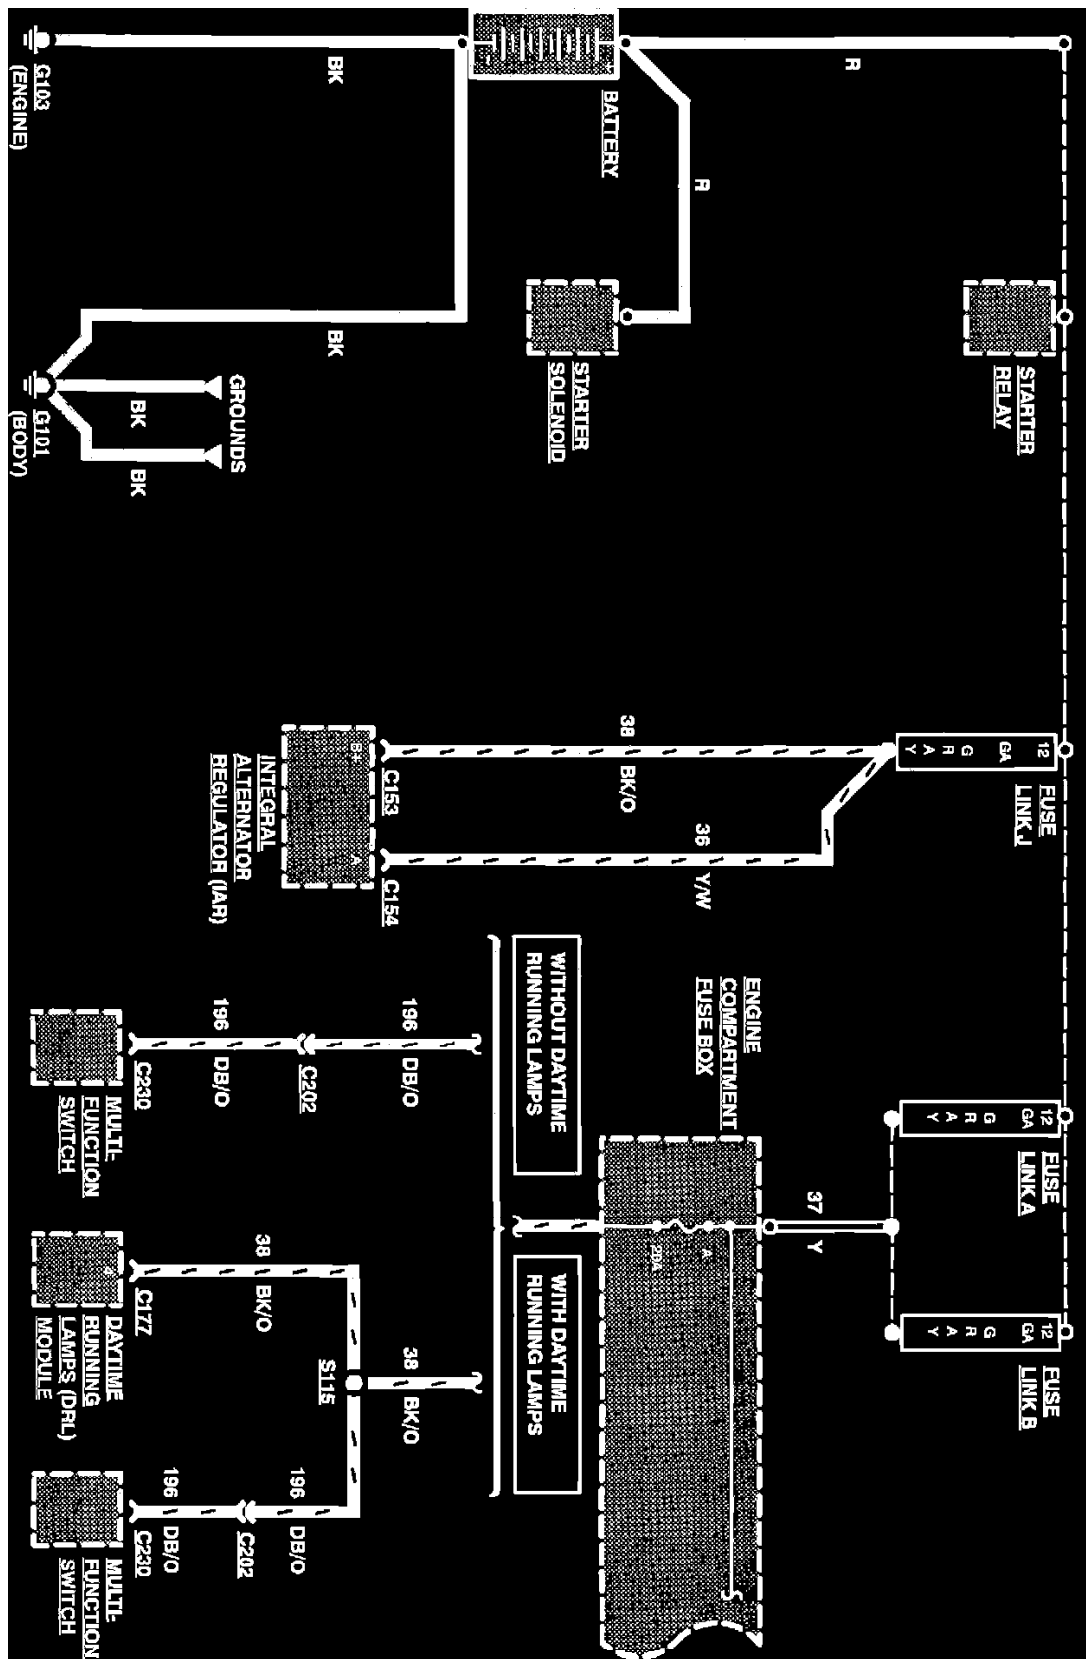 BATTERY
R
R
BK
G103
(ENGINE)
STARTER
RELAY
STARTER
SOLENOID
BK
GROUNDS
BK
BK
G101
(BODY)
12
GA
GRAY
FUSE
LINK J
38
BK/O
36
Y/W
B+
A
C153
C154
INTEGRAL
ALTERNATOR
REGULATOR (IAR)
12
GA
GRAY
FUSE
LINK A
12
GA
GRAY
FUSE
LINK B
37
Y
ENGINE
COMPARTMENT
FUSE BOX
A
20A
WITHOUT DAYTIME
RUNNING LAMPS
WITH DAYTIME
RUNNING LAMPS
196
DB/O
C202
196
DB/O
C230
MULTI-
FUNCTION
SWITCH
38
BK/O
S115
38
BK/O
C177
4
DAYTIME
RUNNING
LAMPS (DRL)
MODULE
196
DB/O
C202
196
DB/O
C230
MULTI-
FUNCTION
SWITCH